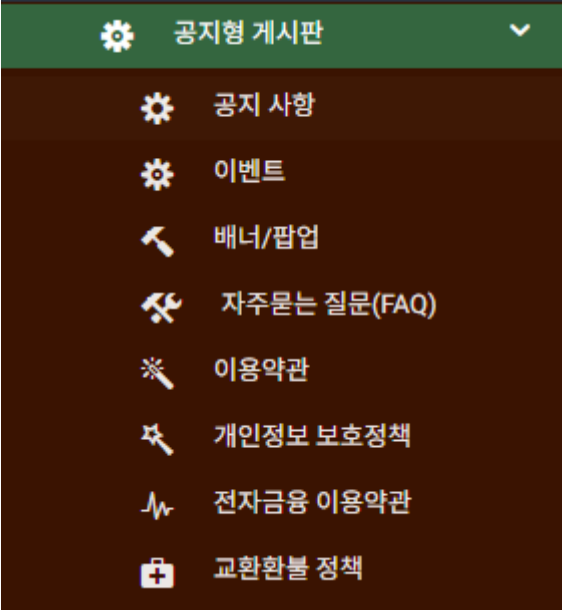 공지형 게시판
공지 사항
이벤트
배너/팝업
자주묻는 질문(FAQ)
이용약관
개인정보 보호정책
전자금융 이용약관
교환환불 정책